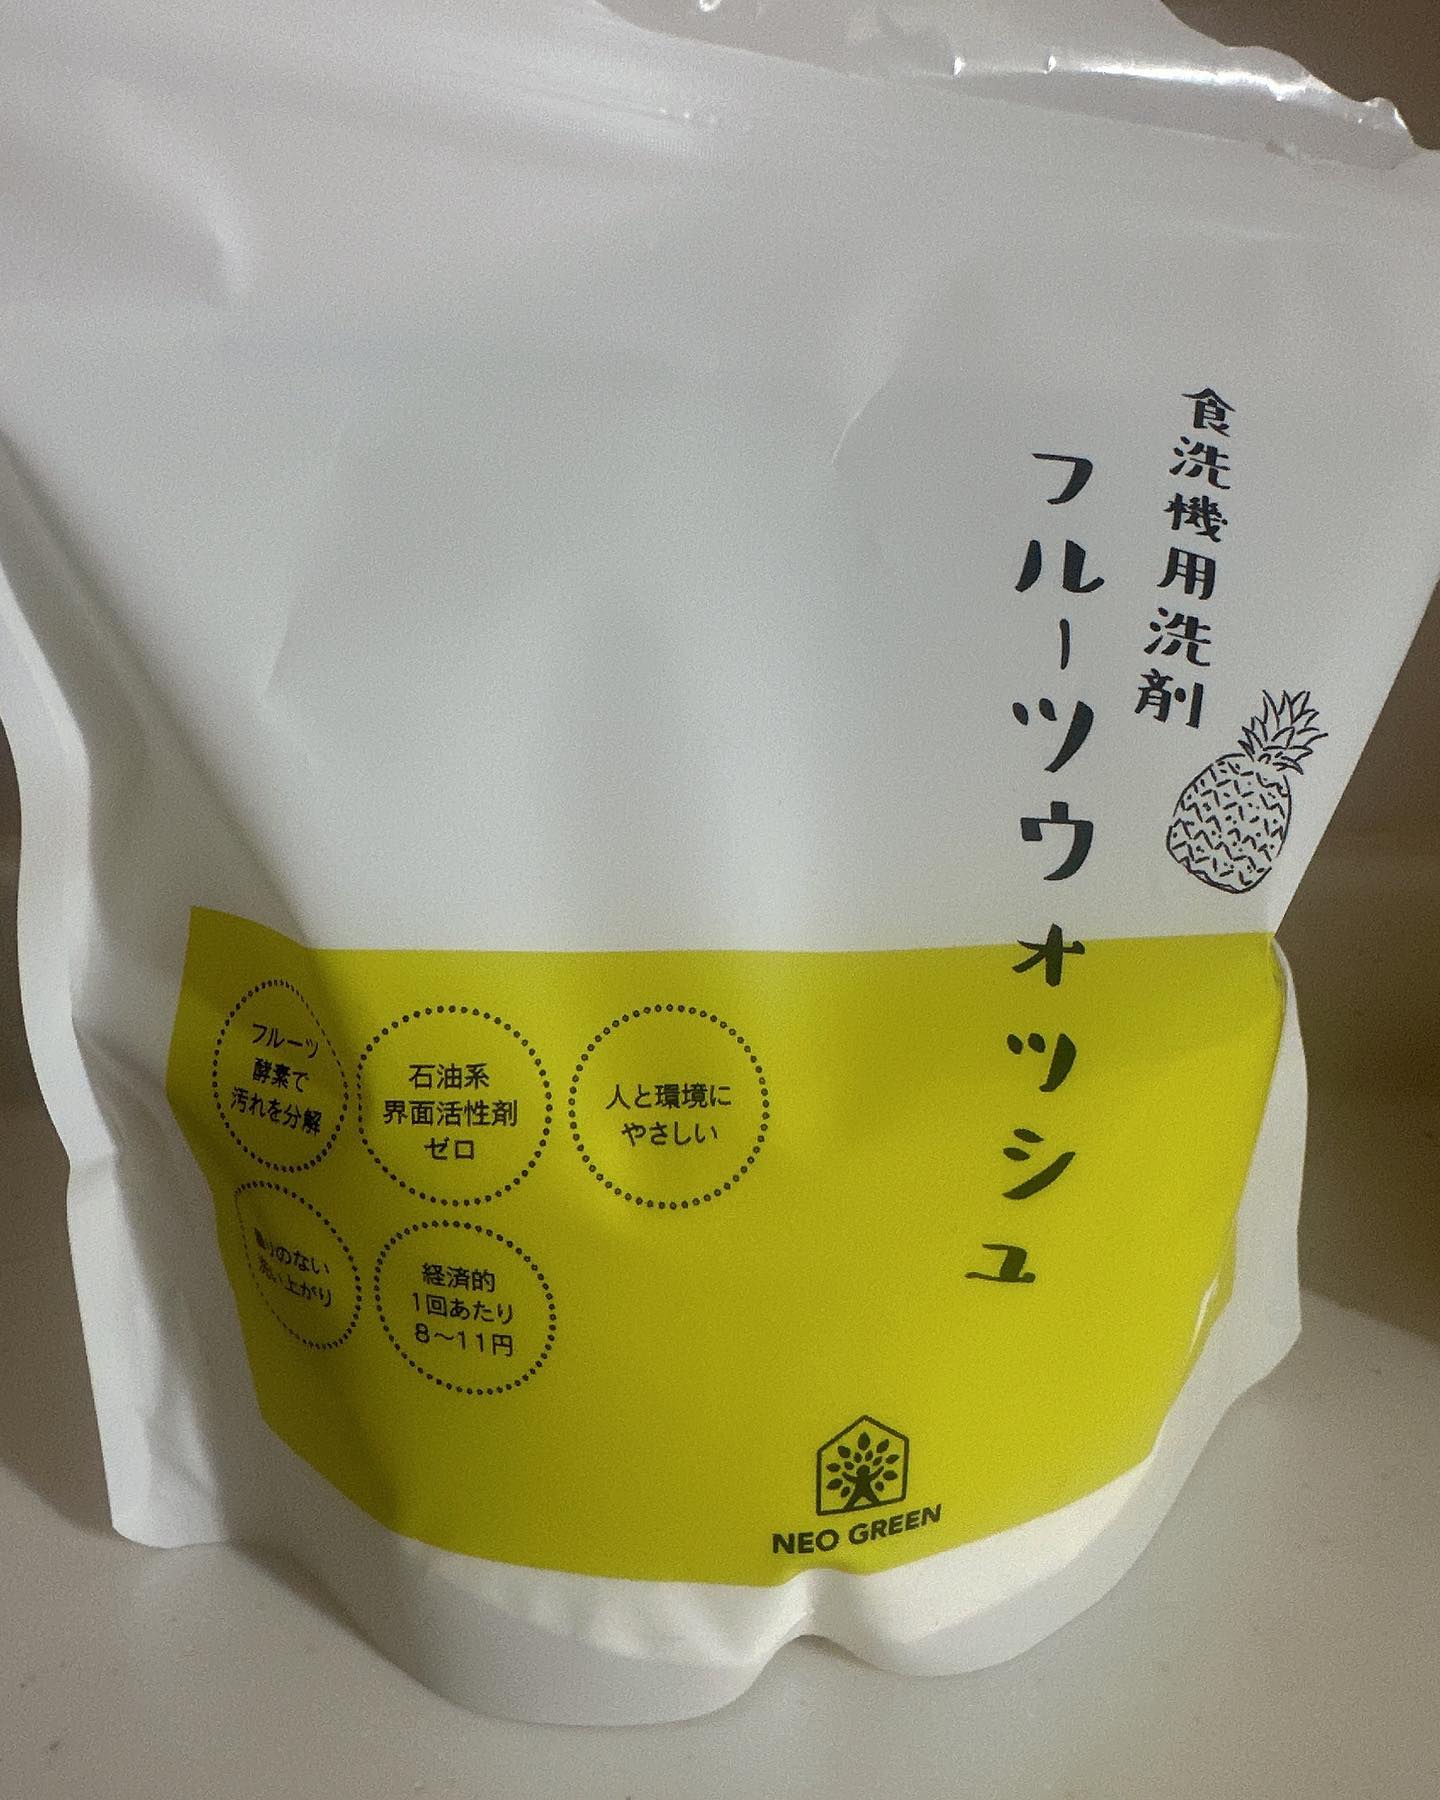 食洗機用洗剤
フルーツウォッシュ
フルーツ
酵素で
汚れを分解
石油系
界面活性剤
ゼロ
人と環境に
やさしい
のない
洗い上がり
経済的
1回あたり
8〜11円
NEO GREEN